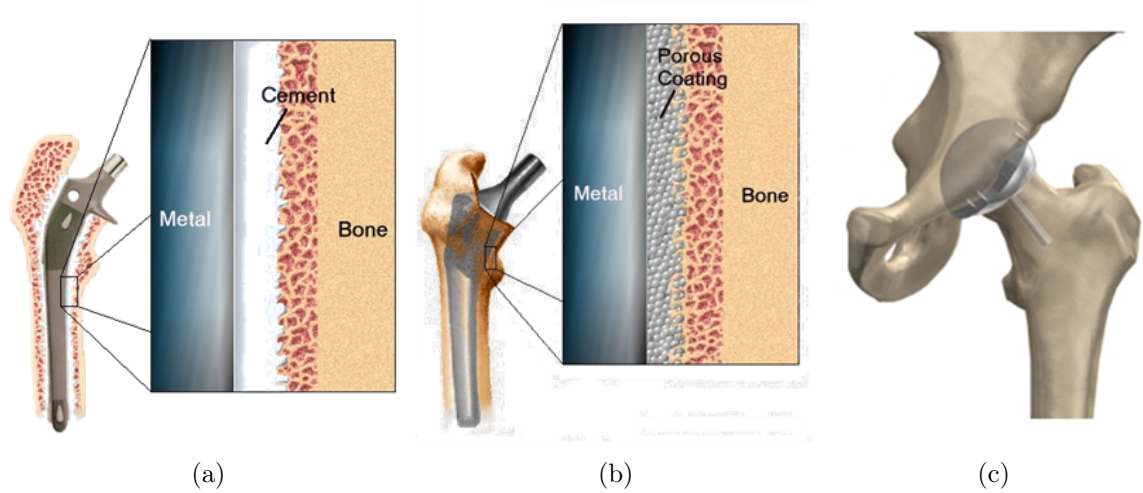 Cement
Metal
Bone
Porous
Coating
Metal
Bone
(a)
(b)
(c)